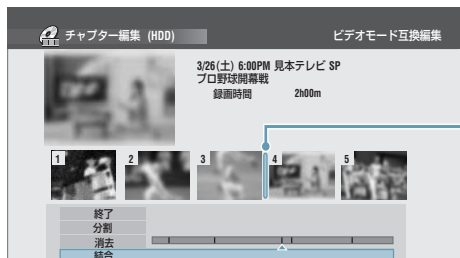 チャプター編集 (HDD)
ビデオモード互換編集
3/26(土) 6:00PM 見本テレビ SP
プロ野球開幕戦
録画時間 2h00m
1 2 3 4 5
終了
分割
消去
結合